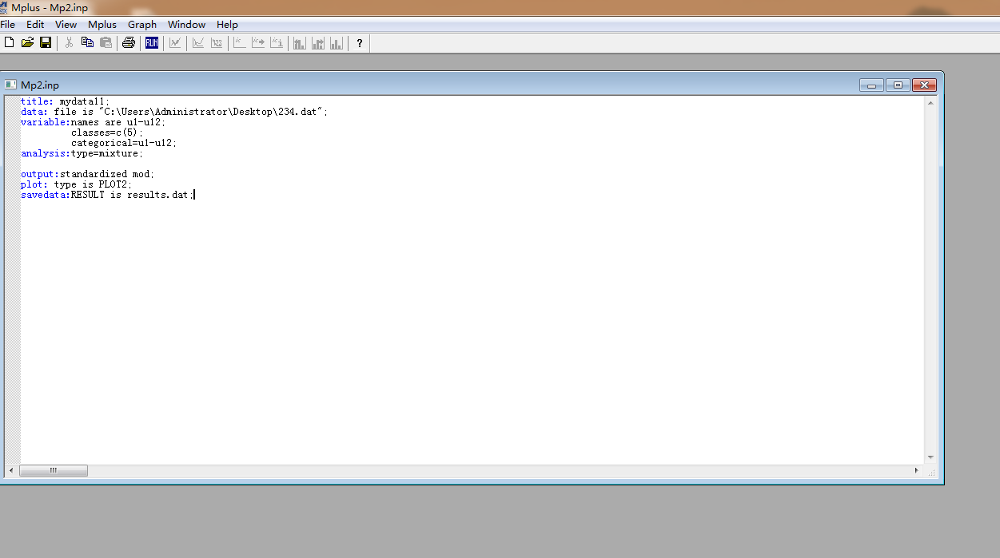 Mplus - Mp2.inp
File Edit View Mplus Graph Window Help
RUN ?
Mp2.inp
title: mydata11;
data: file is "C:\Users\Administrator\Desktop\234.dat";
variable:names are u1-u12;
classes=c(5);
categorical=u1-u12;
analysis:type=mixture;
output:standardized mod;
plot: type is PLOT2;
savedata:RESULT is results.dat;